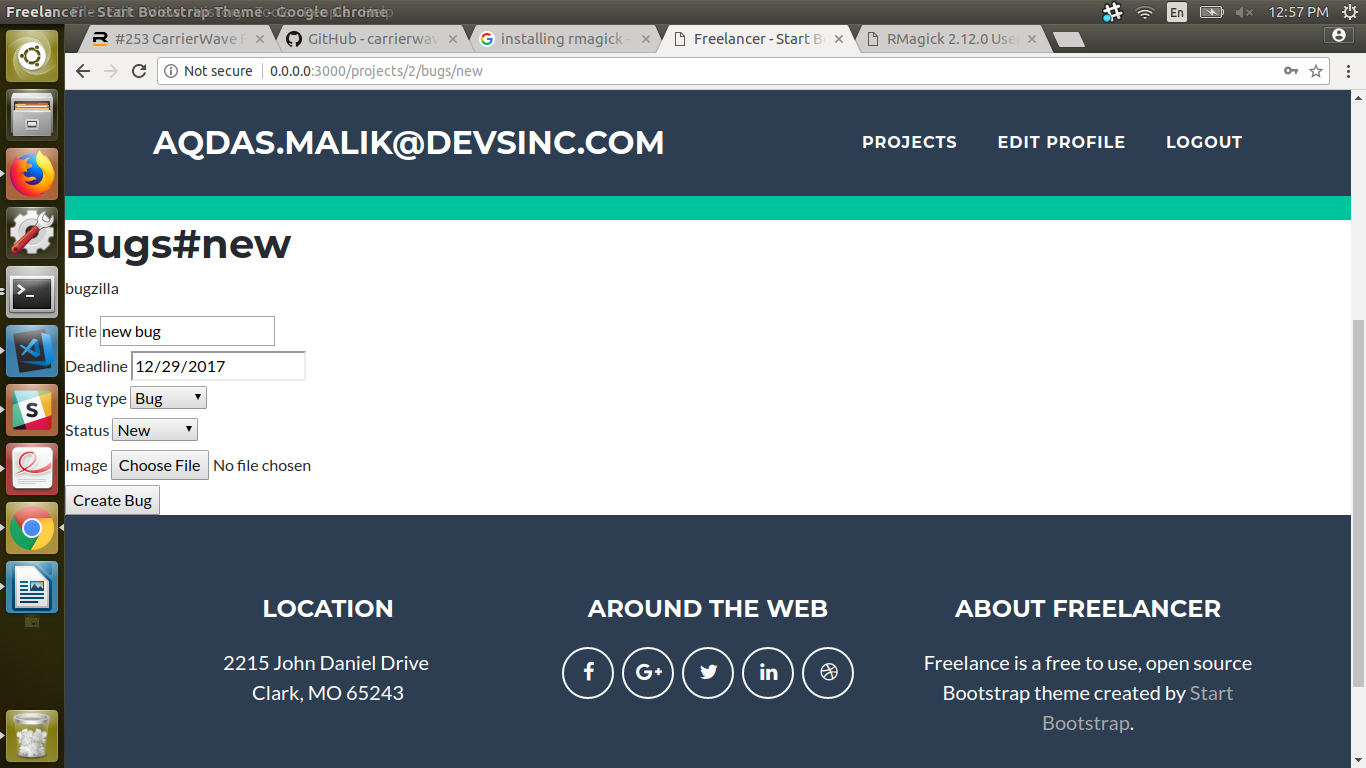 Freelancer - Start Bootstrap Theme - Google Chrome
En
12:57 PM
#253 CarrierWave F
GitHub - carrierwav
installing rmagick -
Freelancer - Start B
RMagick 2.12.0 Use
Not secure
0.0.0.0:3000/projects/2/bugs/new
AQDAS.MALIK@DEVSINC.COM
PROJECTS EDIT PROFILE LOGOUT
Bugs#new
bugzilla
Title new bug
Deadline 12/29/2017
Bug type Bug
Status New
Image Choose File No file chosen
Create Bug
LOCATION
2215 John Daniel Drive
Clark, MO 65243
AROUND THE WEB
ABOUT FREELANCER
Freelance is a free to use, open source
Bootstrap theme created by Start
Bootstrap.